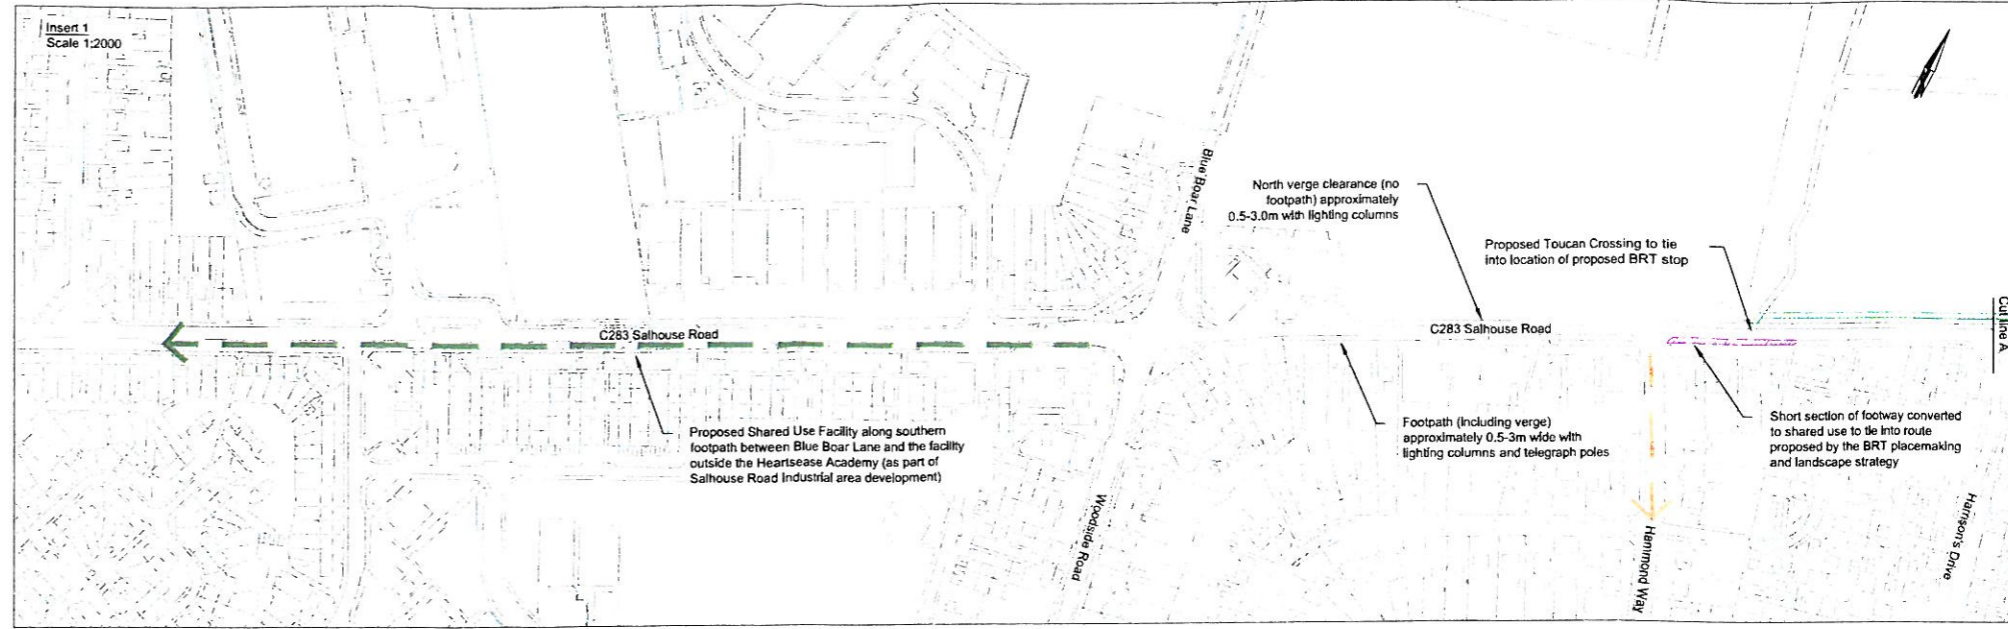 Insert 1
Scale 1:2000
Blue Boar Lane
North verge clearance (no
footpath) approximately
0.5-3.0m with lighting columns
Proposed Toucan Crossing to tie
into location of proposed BRT stop
C283 Salhouse Road
C283 Salhouse Road
Cut line A
Proposed Shared Use Facility along southern
footpath between Blue Boar Lane and the facility
outside the Heartsease Academy (as part of
Salhouse Road Industrial area development)
Footpath (including verge)
approximately 0.5-3m wide with
lighting columns and telegraph poles
Short section of footway converted
to shared use to tie into route
proposed by the BRT placemaking
and landscape strategy
Woodside Road
Hammond Way
Harrison's Drive